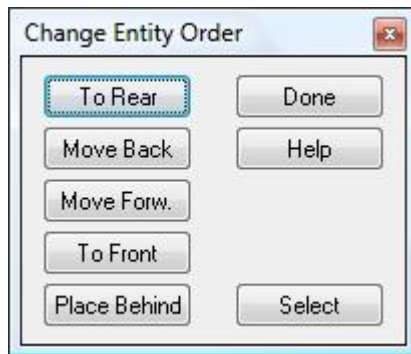 Change Entity Order
To Rear
Done
Move Back
Help
Move Forw.
To Front
Place Behind
Select